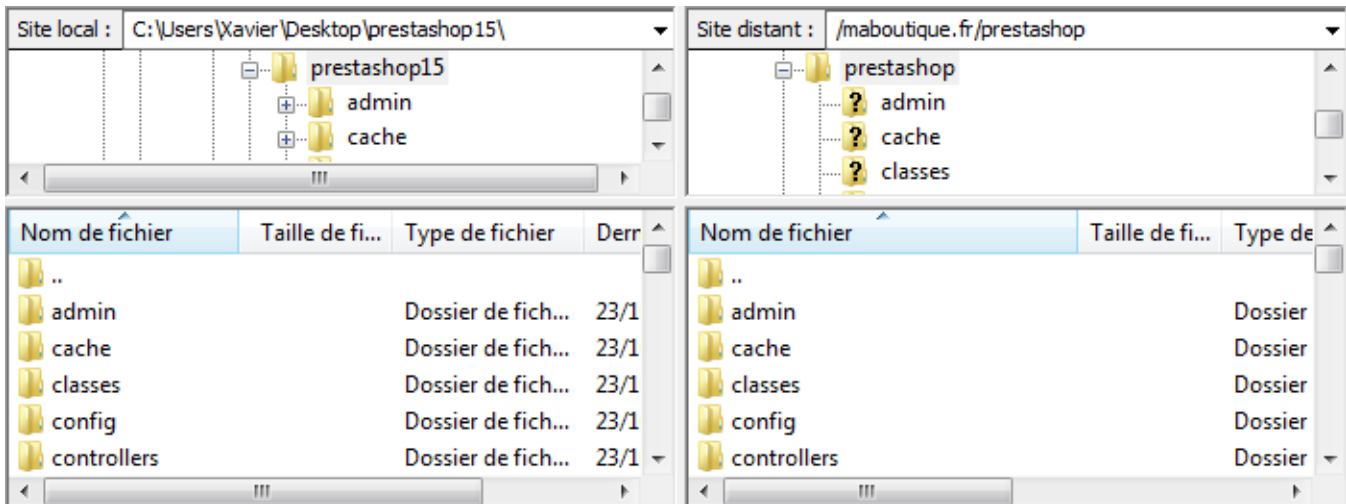 Site local : C:\Users\Xavier\Desktop\prestashop15\
prestashop15
admin
cache
Nom de fichier Taille de fi... Type de fichier Derr
..
admin Dossier de fich... 23/1
cache Dossier de fich... 23/1
classes Dossier de fich... 23/1
config Dossier de fich... 23/1
controllers Dossier de fich... 23/1
Site distant : /maboutique.fr/prestashop
prestashop
? admin
? cache
? classes
Nom de fichier Taille de fi... Type de
..
admin Dossier
cache Dossier
classes Dossier
config Dossier
controllers Dossier